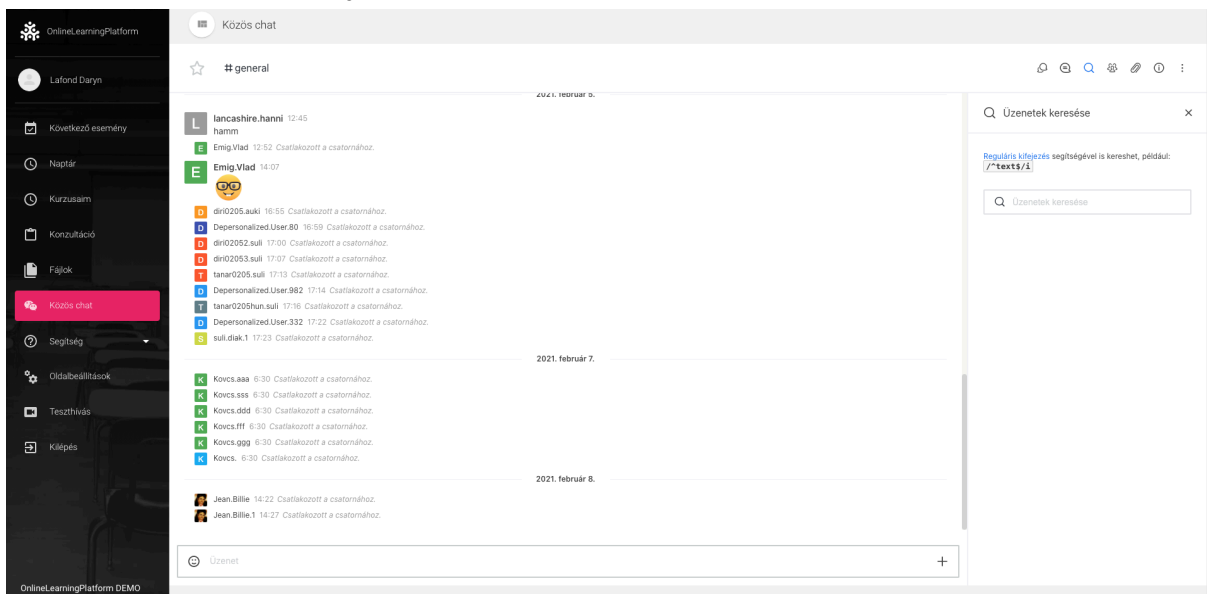 OnlineLearningPlatform
Lafond Daryn
Következő esemény
Naptár
Kurzusaim
Konzultáció
Fájlok
Közös chat
Segítség
Oldalbeállítások
Teszthívás
Kilépés
OnlineLearningPlatform DEMO
Közös chat
# general
2021. február 5.
L
lancashire.hanni 12:45
hamm
E Emig.Vlad 12:52 Csatlakozott a csatornához.
E
Emig.Vlad 14:07
D diri0205.auki 16:55 Csatlakozott a csatornához.
D Depersonalized.User.80 16:59 Csatlakozott a csatornához.
D diri02052.suli 17:00 Csatlakozott a csatornához.
D diri02053.suli 17:07 Csatlakozott a csatornához.
T tanar0205.suli 17:13 Csatlakozott a csatornához.
D Depersonalized.User.982 17:14 Csatlakozott a csatornához.
T tanar0205hun.suli 17:16 Csatlakozott a csatornához.
D Depersonalized.User.332 17:22 Csatlakozott a csatornához.
S suli.diak.1 17:23 Csatlakozott a csatornához.
2021. február 7.
K Kovcs.aaa 6:30 Csatlakozott a csatornához.
K Kovcs.sss 6:30 Csatlakozott a csatornához.
K Kovcs.ddd 6:30 Csatlakozott a csatornához.
K Kovcs.fff 6:30 Csatlakozott a csatornához.
K Kovcs.ggg 6:30 Csatlakozott a csatornához.
K Kovcs. 6:30 Csatlakozott a csatornához.
2021. február 8.
Jean.Billie 14:22 Csatlakozott a csatornához.
Jean.Billie.1 14:27 Csatlakozott a csatornához.
Üzenet
Üzenetek keresése
Reguláris kifejezés segítségével is kereshet, például:
/^text$/i
Üzenetek keresése